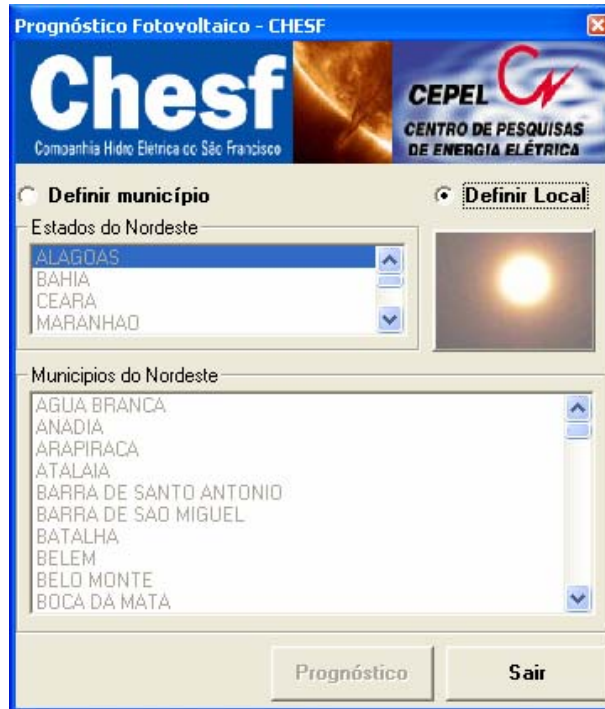 Prognóstico Fotovoltaico - CHESF
Chesf
Companhia Hidro Elétrica do São Francisco
CEPEL
CENTRO DE PESQUISAS
DE ENERGIA ELÉTRICA
Definir município
Definir Local
Estados do Nordeste
ALAGOAS
BAHIA
CEARA
MARANHAO
Municipios do Nordeste
AGUA BRANCA
ANADIA
ARAPIRACA
ATALAIA
BARRA DE SANTO ANTONIO
BARRA DE SAO MIGUEL
BATALHA
BELEM
BELO MONTE
BOCA DA MATA
Prognóstico
Sair